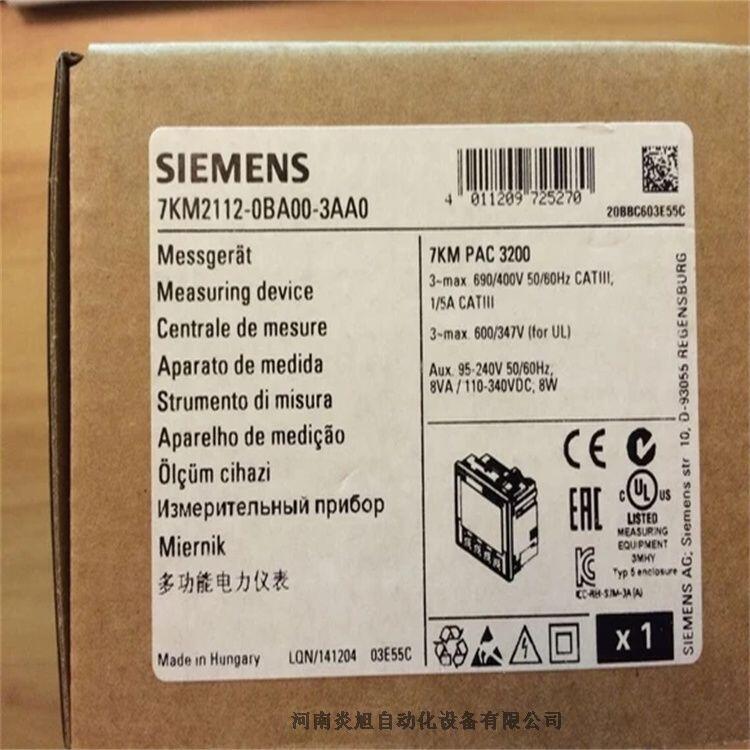 SIEMENS
7KM2112-0BA00-3AA0
4 011209 725270
20BBC603E55C
Messgerät
Measuring device
Centrale de mesure
Aparato de medida
Strumento di misura
Aparelho de medição
Ölçüm cihazi
Измерительный прибор
Miernik
多功能电力仪表
Made in Hungary LQN/141204 03E55C
7KM PAC 3200
3~max. 690/400V 50/60Hz CATIII,
1/5A CATIII
3~max. 600/347V (for UL)
Aux. 95-240V 50/60Hz,
8VA / 110-340VDC, 8W
CE
EAC
C UL US
LISTED
MEASURING
EQUIPMENT
3MHY
Typ 5 enclosure
x 1
SIEMENS AG; Siemens str 10, D-93055 REGENSBURG
河南炎旭自动化设备有限公司